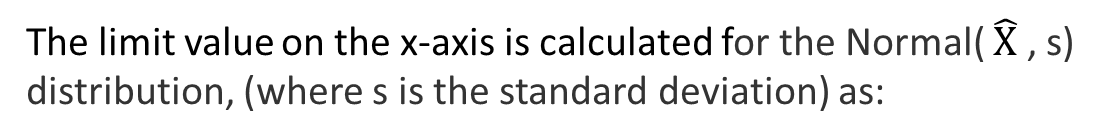 The limit value on the x-axis is calculated for the Normal( X̂ , s)
distribution, (where s is the standard deviation) as: